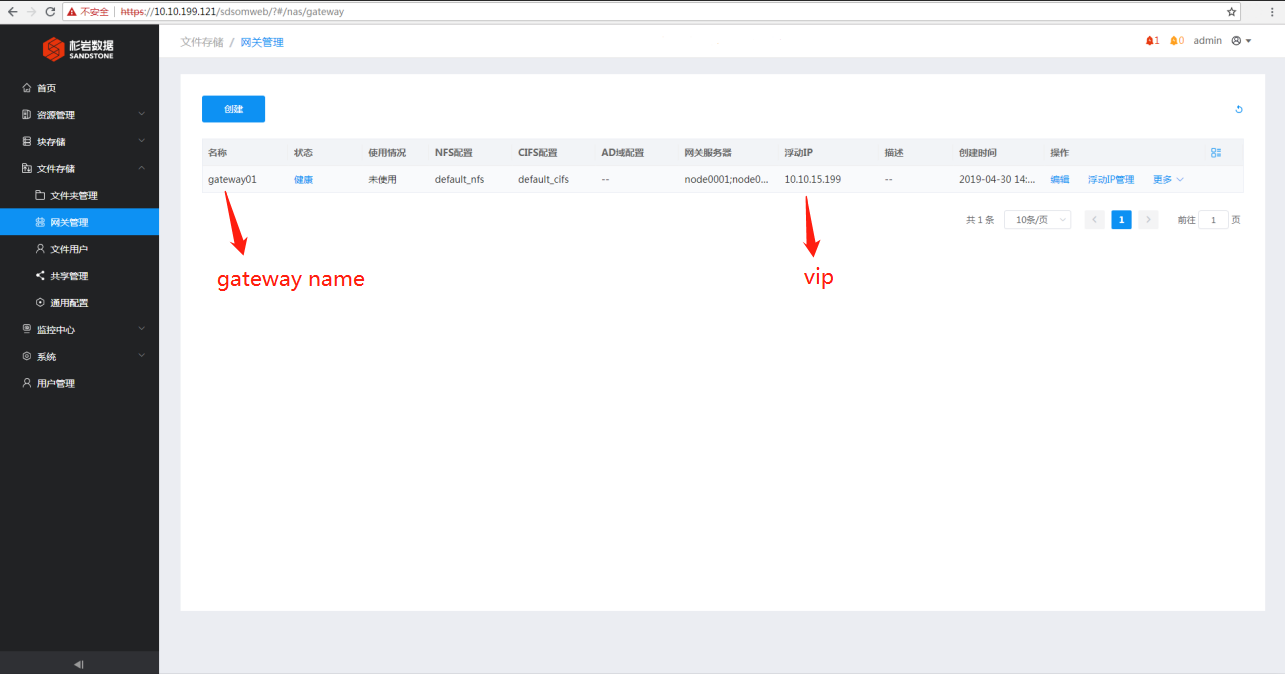 不安全 https://10.10.199.121/sdsomweb/?#/nas/gateway
杉岩数据
SANDSTONE
文件存储 / 网关管理
1 0 admin
首页
资源管理
块存储
文件存储
文件夹管理
网关管理
文件用户
共享管理
通用配置
监控中心
系统
用户管理
创建
名称 状态 使用情况 NFS配置 CIFS配置 AD域配置 网关服务器 浮动IP 描述 创建时间 操作
gateway01 健康 未使用 default_nfs default_cifs -- node0001;node0... 10.10.15.199 -- 2019-04-30 14:... 编辑 浮动IP管理 更多
共 1 条 10条/页 1 前往 1 页
gateway name
vip